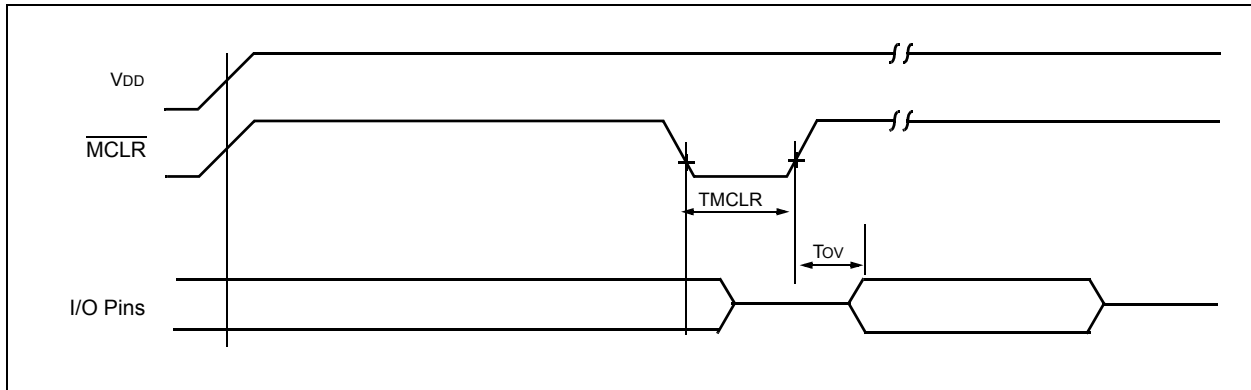 VDD
MCLR
TMCLR
TOV
I/O Pins